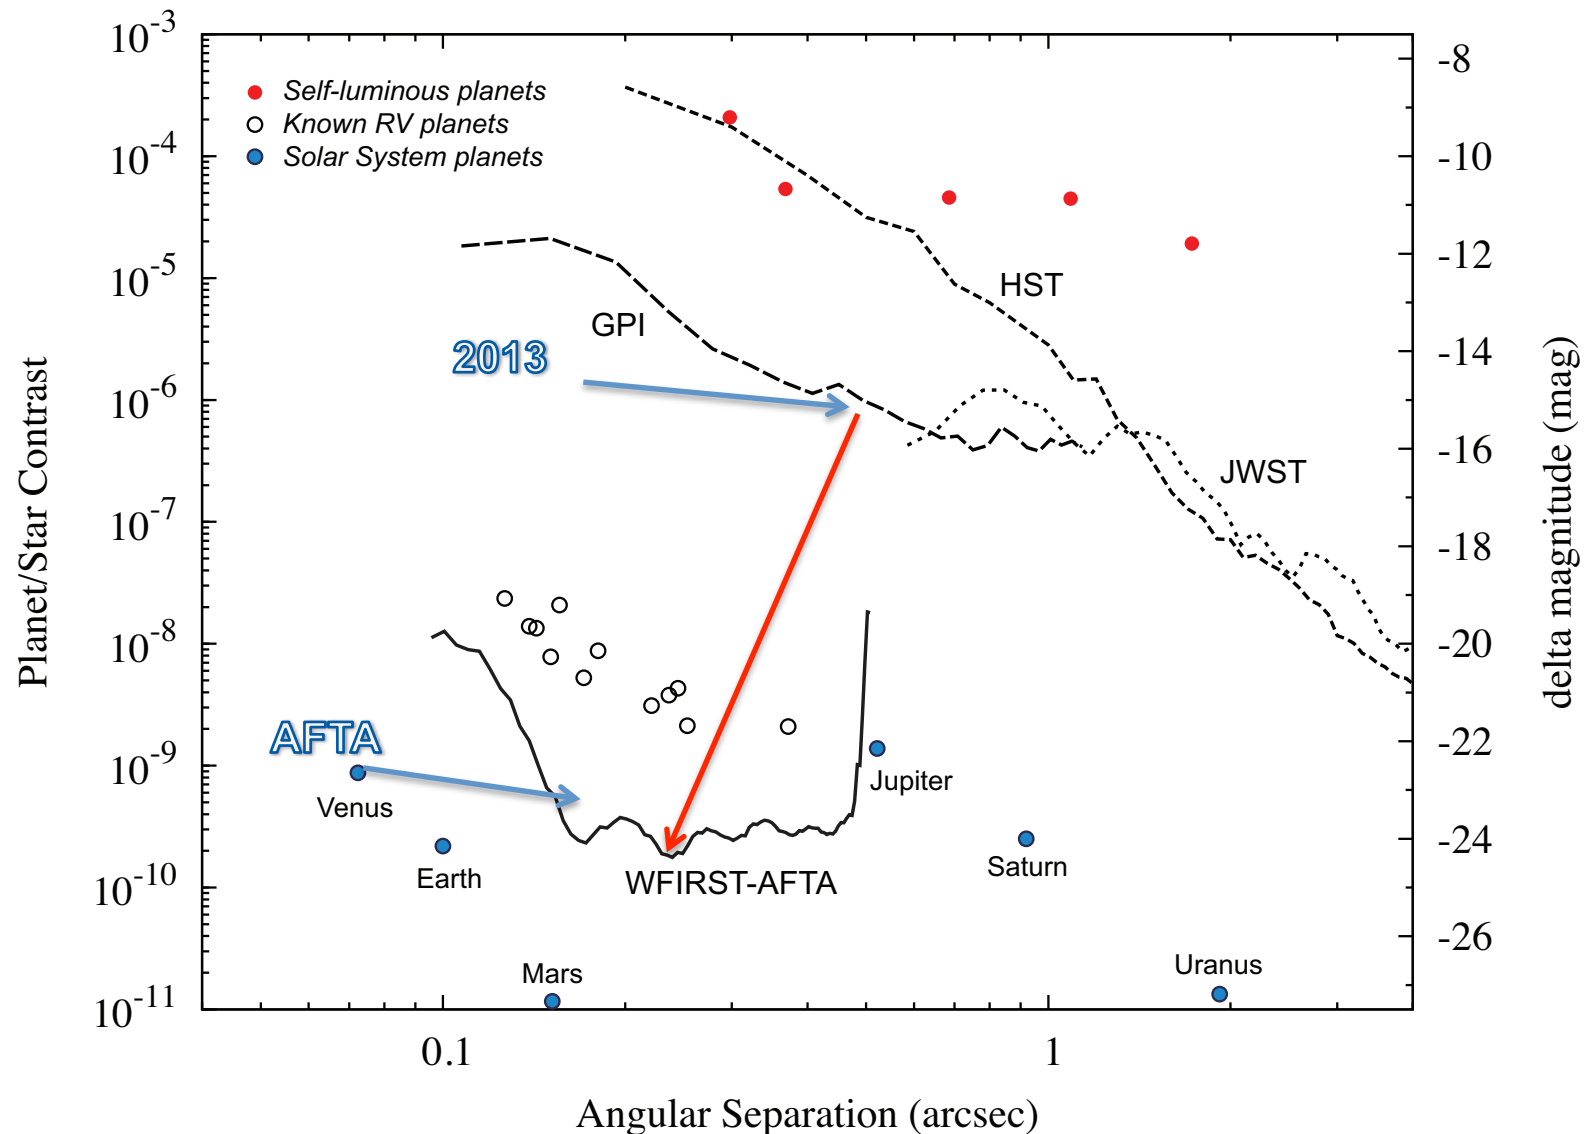 10-3
10-4
10-5
10-6
10-7
10-8
10-9
10-10
10-11
Planet/Star Contrast
Self-luminous planets
Known RV planets
Solar System planets
HST
GPI
2013
JWST
AFTA
Venus
Jupiter
Earth
WFIRST-AFTA
Saturn
Mars
Uranus
-8
-10
-12
-14
-16
-18
-20
-22
-24
-26
delta magnitude (mag)
0.1
1
Angular Separation (arcsec)